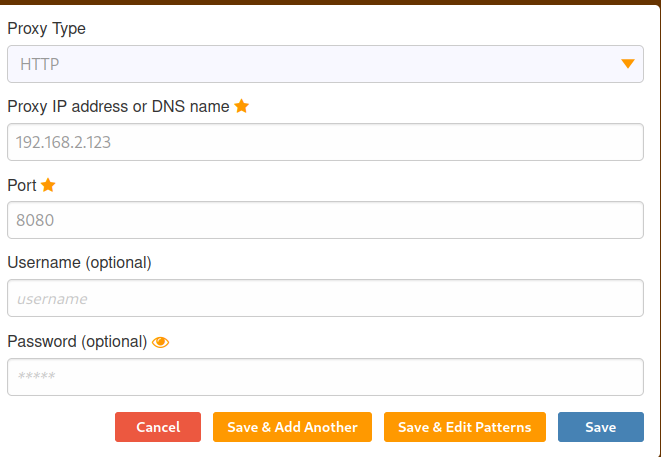 Proxy Type
HTTP
Proxy IP address or DNS name
192.168.2.123
Port
8080
Username (optional)
username
Password (optional)
*****
Cancel Save & Add Another Save & Edit Patterns Save